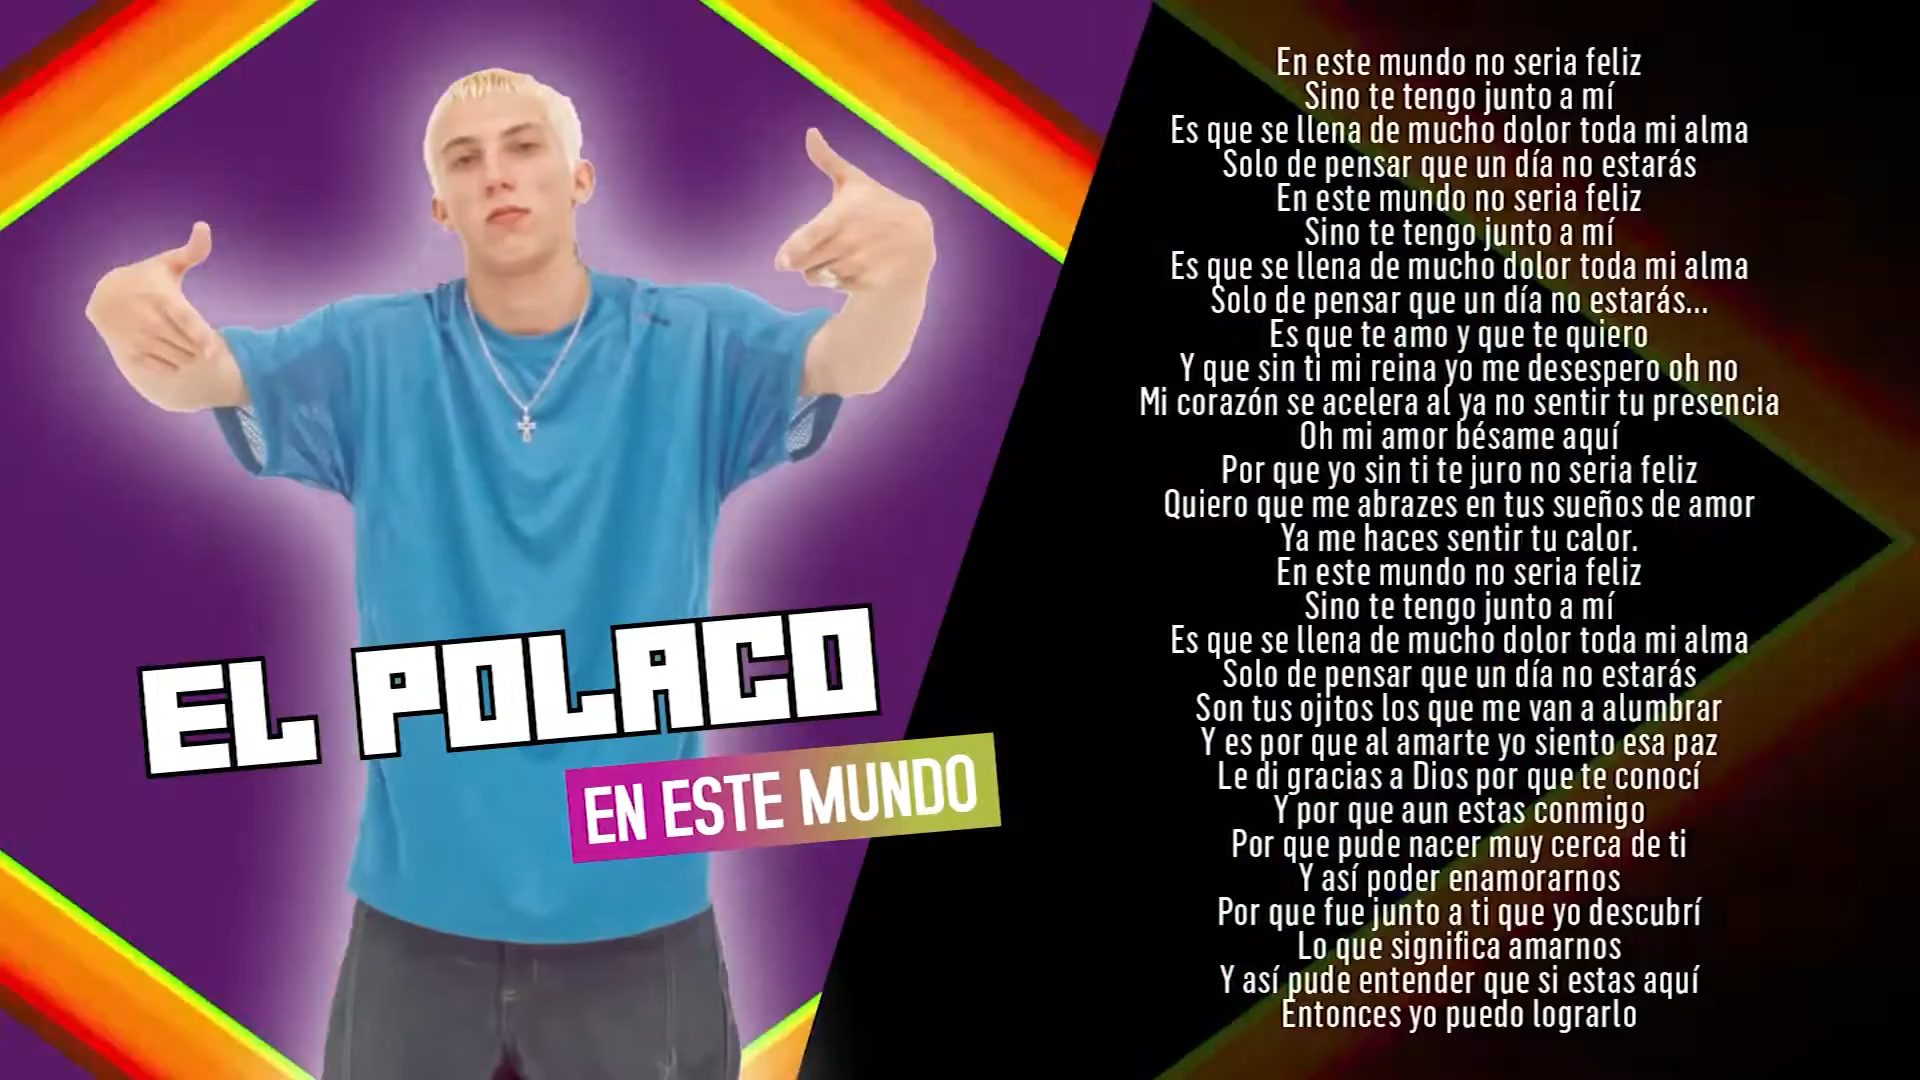 EL POLACO
EN ESTE MUNDO
En este mundo no seria feliz
Sino te tengo junto a mí
Es que se llena de mucho dolor toda mi alma
Solo de pensar que un día no estarás
En este mundo no seria feliz
Sino te tengo junto a mí
Es que se llena de mucho dolor toda mi alma
Solo de pensar que un día no estarás...
Es que te amo y que te quiero
Y que sin ti mi reina yo me desespero oh no
Mi corazón se acelera al ya no sentir tu presencia
Oh mi amor bésame aquí
Por que yo sin ti te juro no seria feliz
Quiero que me abrazes en tus sueños de amor
Ya me haces sentir tu calor.
En este mundo no seria feliz
Sino te tengo junto a mí
Es que se llena de mucho dolor toda mi alma
Solo de pensar que un día no estarás
Son tus ojitos los que me van a alumbrar
Y es por que al amarte yo siento esa paz
Le di gracias a Dios por que te conocí
Y por que aun estas conmigo
Por que pude nacer muy cerca de ti
Y así poder enamorarnos
Por que fue junto a ti que yo descubrí
Lo que significa amarnos
Y así pude entender que si estas aquí
Entonces yo puedo lograrlo